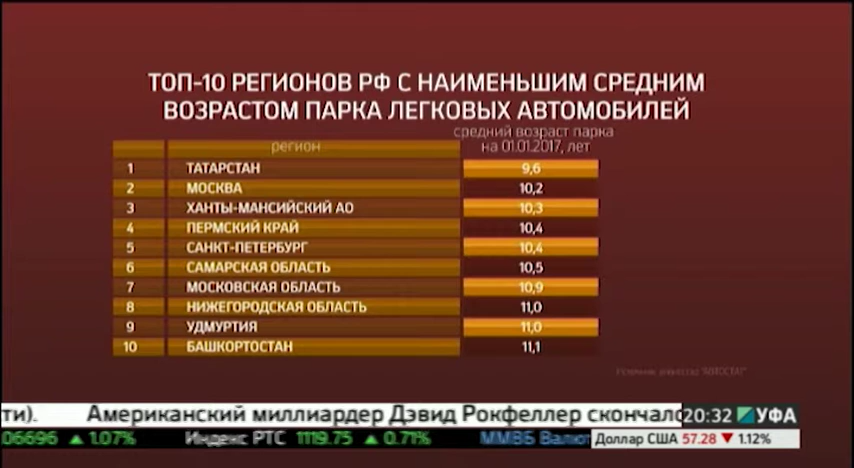 ТОП-10 РЕГИОНОВ РФ С НАИМЕНЬШИМ СРЕДНИМ
ВОЗРАСТОМ ПАРКА ЛЕГКОВЫХ АВТОМОБИЛЕЙ
регион средний возраст парка
на 01.01.2017, лет
1 ТАТАРСТАН 9,6
2 МОСКВА 10,2
3 ХАНТЫ-МАНСИЙСКИЙ АО 10,3
4 ПЕРМСКИЙ КРАЙ 10,4
5 САНКТ-ПЕТЕРБУРГ 10,4
6 САМАРСКАЯ ОБЛАСТЬ 10,5
7 МОСКОВСКАЯ ОБЛАСТЬ 10,9
8 НИЖЕГОРОДСКАЯ ОБЛАСТЬ 11,0
9 УДМУРТИЯ 11,0
10 БАШКОРТОСТАН 11,1
Источник: агентство "АВТОСТАТ"
ти). Американский миллиардер Дэвид Рокфеллер скончалс 20:32 УФА
06696 ▲ 1.07% Индекс РТС 1119.75 ▲ 0.71% ММВБ Валют Доллар США 57.28 ▼ 1.12%